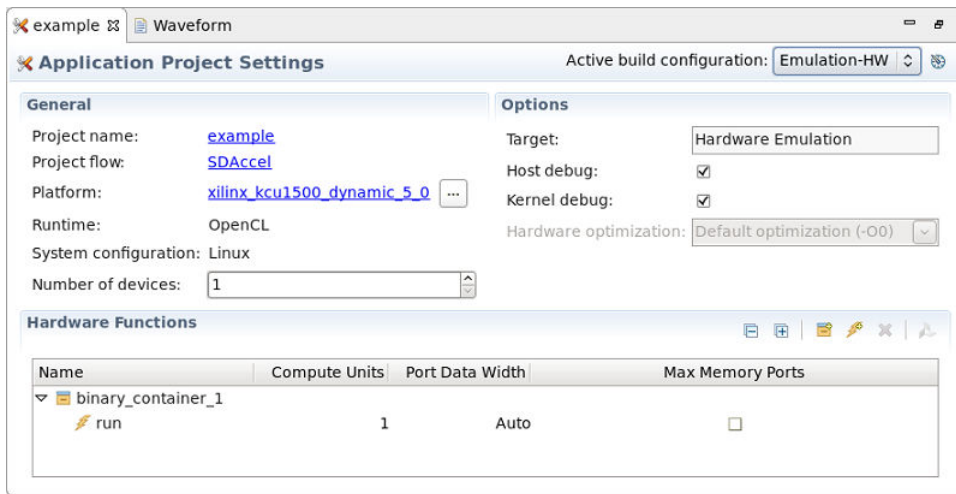 example Waveform
Application Project Settings Active build configuration: Emulation-HW
General
Project name: example
Project flow: SDAccel
Platform: xilinx_kcu1500_dynamic_5_0 ...
Runtime: OpenCL
System configuration: Linux
Number of devices: 1
Options
Target: Hardware Emulation
Host debug:
Kernel debug:
Hardware optimization: Default optimization (-O0)
Hardware Functions
Name Compute Units Port Data Width Max Memory Ports
binary_container_1
run 1 Auto